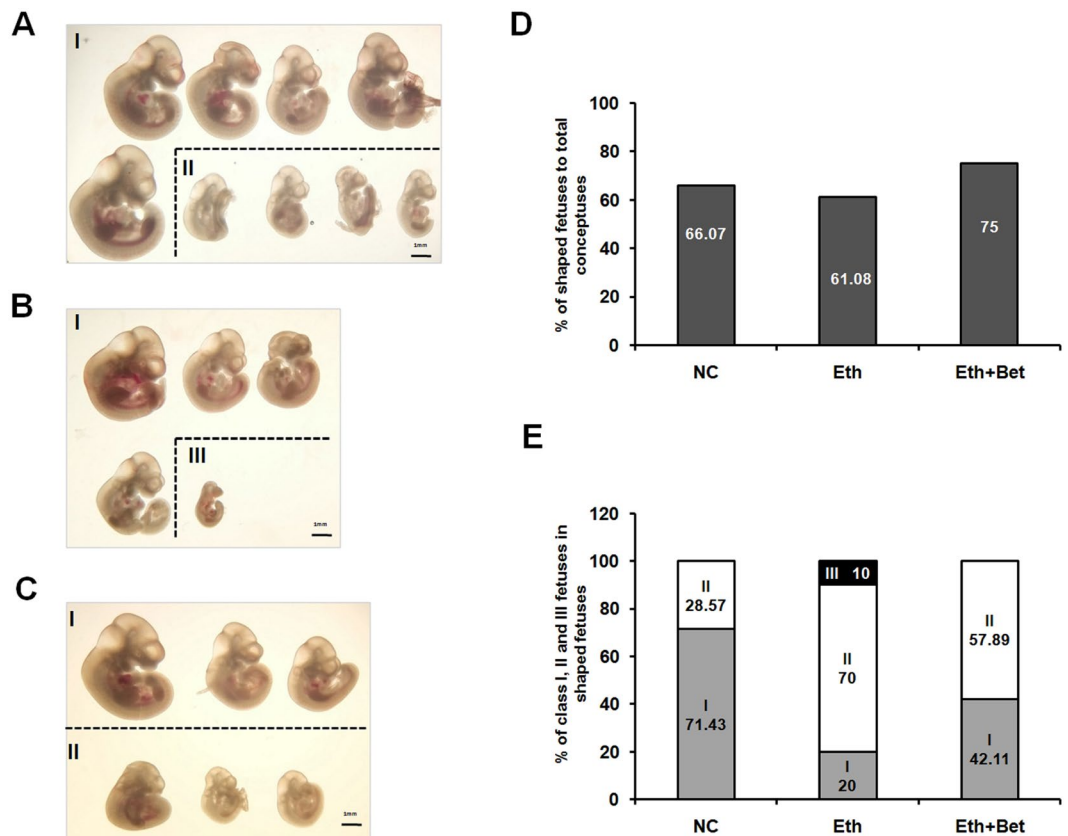 A
I
II
1mm
B
I
III
1mm
C
I
II
1mm
D
% of shaped fetuses to total
conceptuses
100
80
60
40
20
0
66.07
61.08
75
NC
Eth
Eth+Bet
E
% of class I, II and III fetuses in
shaped fetuses
120
100
80
60
40
20
0
II
28.57
I
71.43
III 10
II
70
I
20
II
57.89
I
42.11
NC
Eth
Eth+Bet